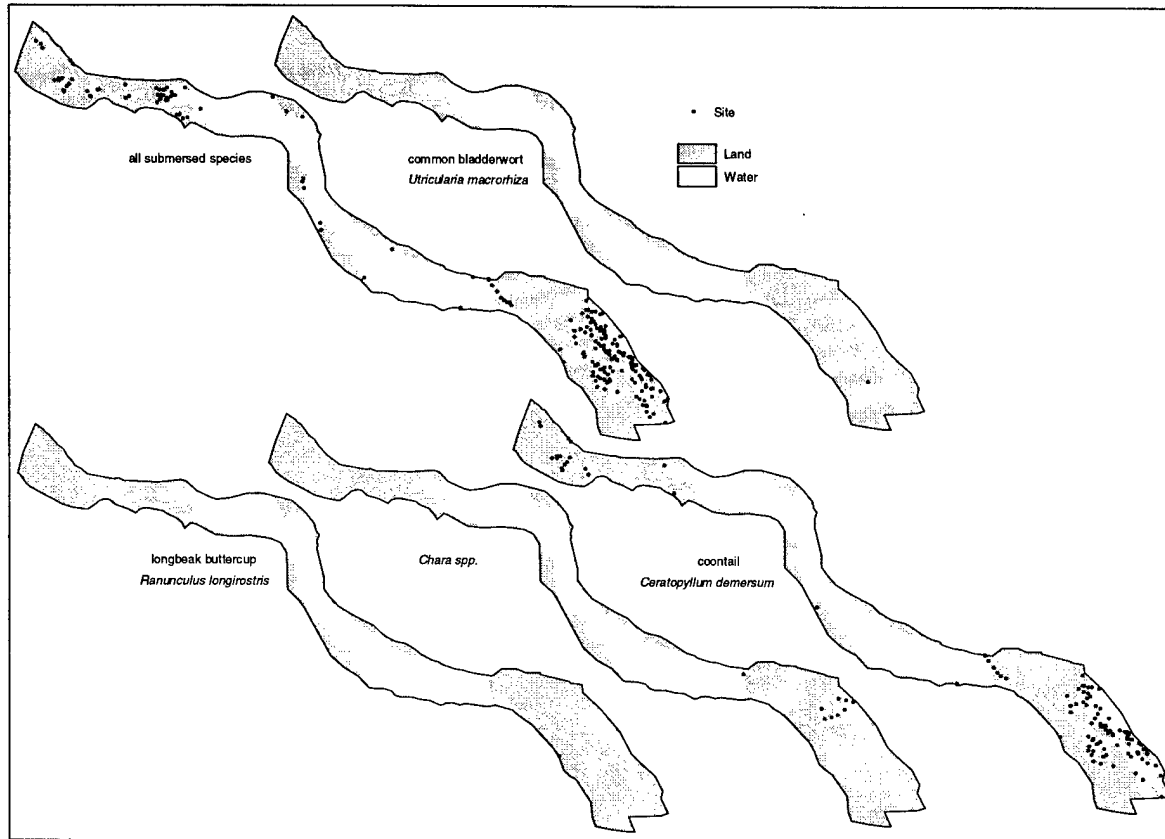 Site
Land
Water
all submersed species
common bladderwort
Utricularia macrorhiza
longbeak buttercup
Ranunculus longirostris
Chara spp.
coontail
Ceratopyllum demersum